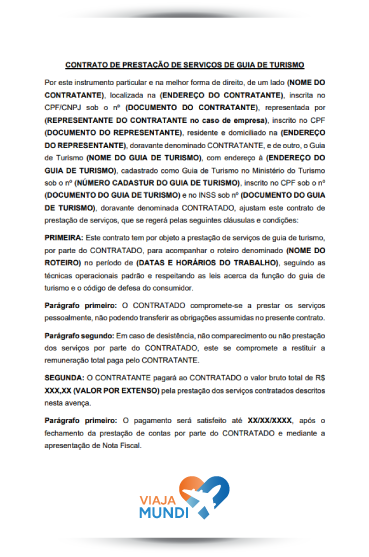 CONTRATO DE PRESTAÇÃO DE SERVIÇOS DE GUIA DE TURISMO
Por este instrumento particular e na melhor forma de direito, de um lado (NOME DO
CONTRATANTE), localizada na (ENDEREÇO DO CONTRATANTE), inscrita no
CPF/CNPJ sob o nº (DOCUMENTO DO CONTRATANTE), representada por
(REPRESENTANTE DO CONTRATANTE no caso de empresa), inscrito no CPF
(DOCUMENTO DO REPRESENTANTE), residente e domiciliado na (ENDEREÇO
DO REPRESENTANTE), doravante denominado CONTRATANTE, e de outro, o Guia
de Turismo (NOME DO GUIA DE TURISMO), com endereço à (ENDEREÇO DO
GUIA DE TURISMO), cadastrado como Guia de Turismo no Ministério do Turismo
sob o nº (NÚMERO CADASTUR DO GUIA DE TURISMO), inscrito no CPF sob o nº
(DOCUMENTO DO GUIA DE TURISMO) e no INSS sob nº (DOCUMENTO DO GUIA
DE TURISMO), doravante denominada CONTRATADO, ajustam este contrato de
prestação de serviços, que se regerá pelas seguintes cláusulas e condições:
PRIMEIRA: Este contrato tem por objeto a prestação de serviços de guia de turismo,
por parte do CONTRATADO, para acompanhar o roteiro denominado (NOME DO
ROTEIRO) no período de (DATAS E HORÁRIOS DO TRABALHO), seguindo as
técnicas operacionais padrão e respeitando as leis acerca da função do guia de
turismo e o código de defesa do consumidor.
Parágrafo primeiro: O CONTRATADO compromete-se a prestar os serviços
pessoalmente, não podendo transferir as obrigações assumidas no presente contrato.
Parágrafo segundo: Em caso de desistência, não comparecimento ou não prestação
dos serviços por parte do CONTRATADO, este se compromete a restituir a
remuneração total paga pelo CONTRATANTE.
SEGUNDA: O CONTRATANTE pagará ao CONTRATADO o valor bruto total de R$
XXX,XX (VALOR POR EXTENSO) pela prestação dos serviços contratados descritos
nesta avença.
Parágrafo primeiro: O pagamento será satisfeito até XX/XX/XXXX, após o
fechamento da prestação de contas por parte do CONTRATADO e mediante a
apresentação de Nota Fiscal.
VIAJA
MUNDI